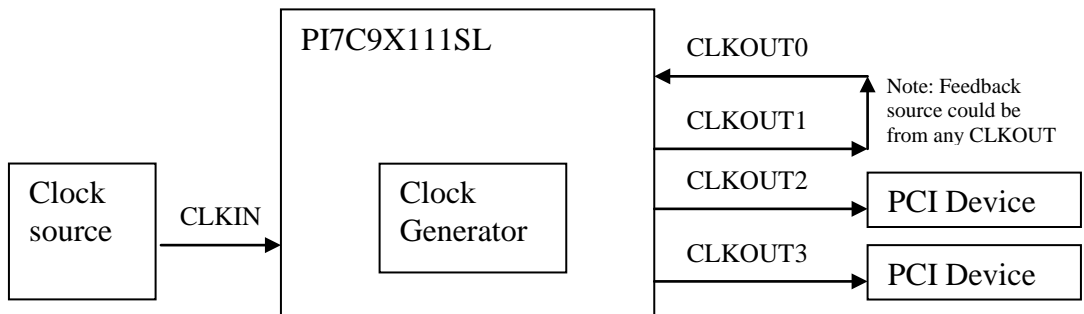 PI7C9X111SL
CLKOUT0
Note: Feedback
source could be
from any CLKOUT
CLKOUT1
Clock
source
CLKIN
Clock
Generator
CLKOUT2
PCI Device
CLKOUT3
PCI Device